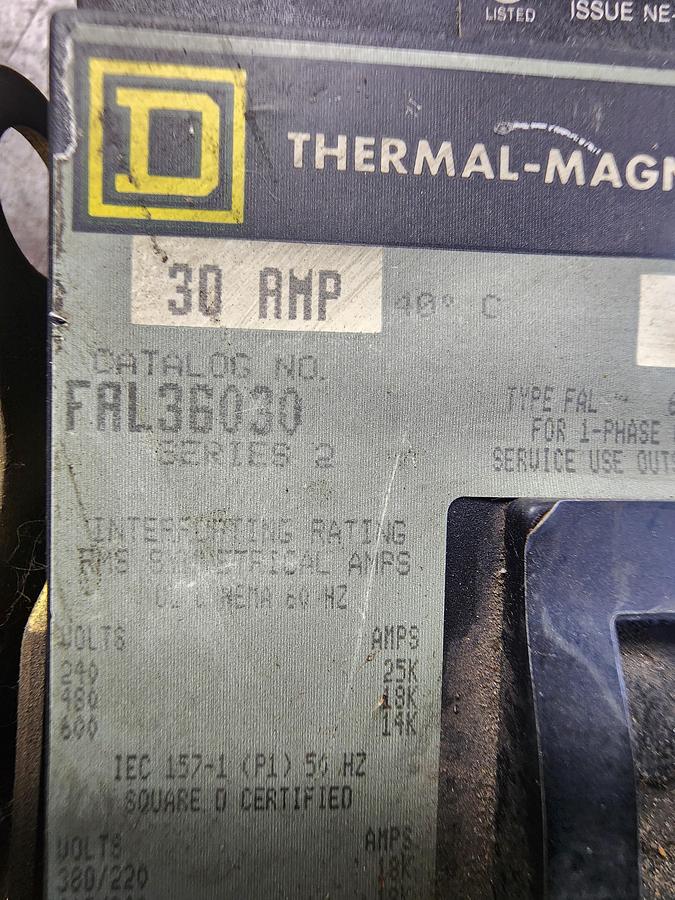 LISTED ISSUE NE-
D
THERMAL-MAGN
30 AMP 40° C
CATALOG NO.
FAL36030
SERIES 2
TYPE FAL 6
FOR 1-PHASE
SERVICE USE OUTS
INTERRUPTING RATING
RMS SYMMETRICAL AMPS
NEMA 60 HZ
VOLTS AMPS
240 25K
480 18K
600 14K
IEC 157-1 (P1) 50 HZ
SQUARE D CERTIFIED
VOLTS AMPS
380/220 18K